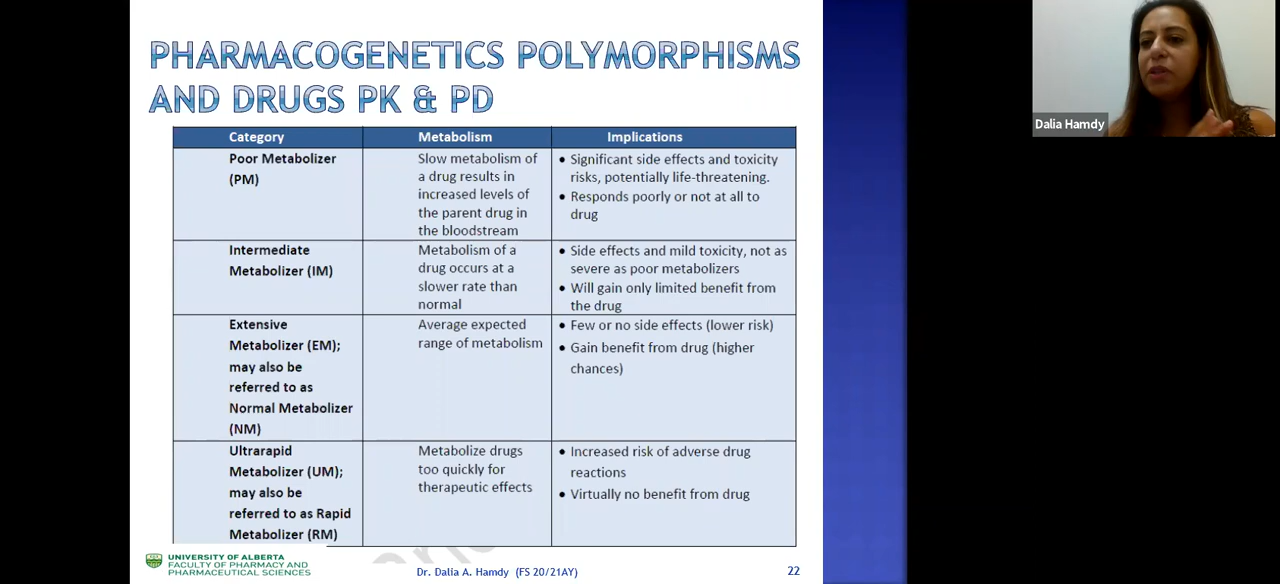 PHARMACOGENETICS POLYMORPHISMS
AND DRUGS PK & PD
Category Metabolism Implications
Poor Metabolizer
(PM)
Slow metabolism of
a drug results in
increased levels of
the parent drug in
the bloodstream
• Significant side effects and toxicity
risks, potentially life-threatening.
• Responds poorly or not at all to
drug
Intermediate
Metabolizer (IM)
Metabolism of a
drug occurs at a
slower rate than
normal
• Side effects and mild toxicity, not as
severe as poor metabolizers
• Will gain only limited benefit from
the drug
Extensive
Metabolizer (EM);
may also be
referred to as
Normal Metabolizer
(NM)
Average expected
range of metabolism
• Few or no side effects (lower risk)
• Gain benefit from drug (higher
chances)
Ultrarapid
Metabolizer (UM);
may also be
referred to as Rapid
Metabolizer (RM)
Metabolize drugs
too quickly for
therapeutic effects
• Increased risk of adverse drug
reactions
• Virtually no benefit from drug
UNIVERSITY OF ALBERTA
FACULTY OF PHARMACY AND
PHARMACEUTICAL SCIENCES
Dr. Dalia A. Hamdy (FS 20/21AY)
22
Dalia Hamdy